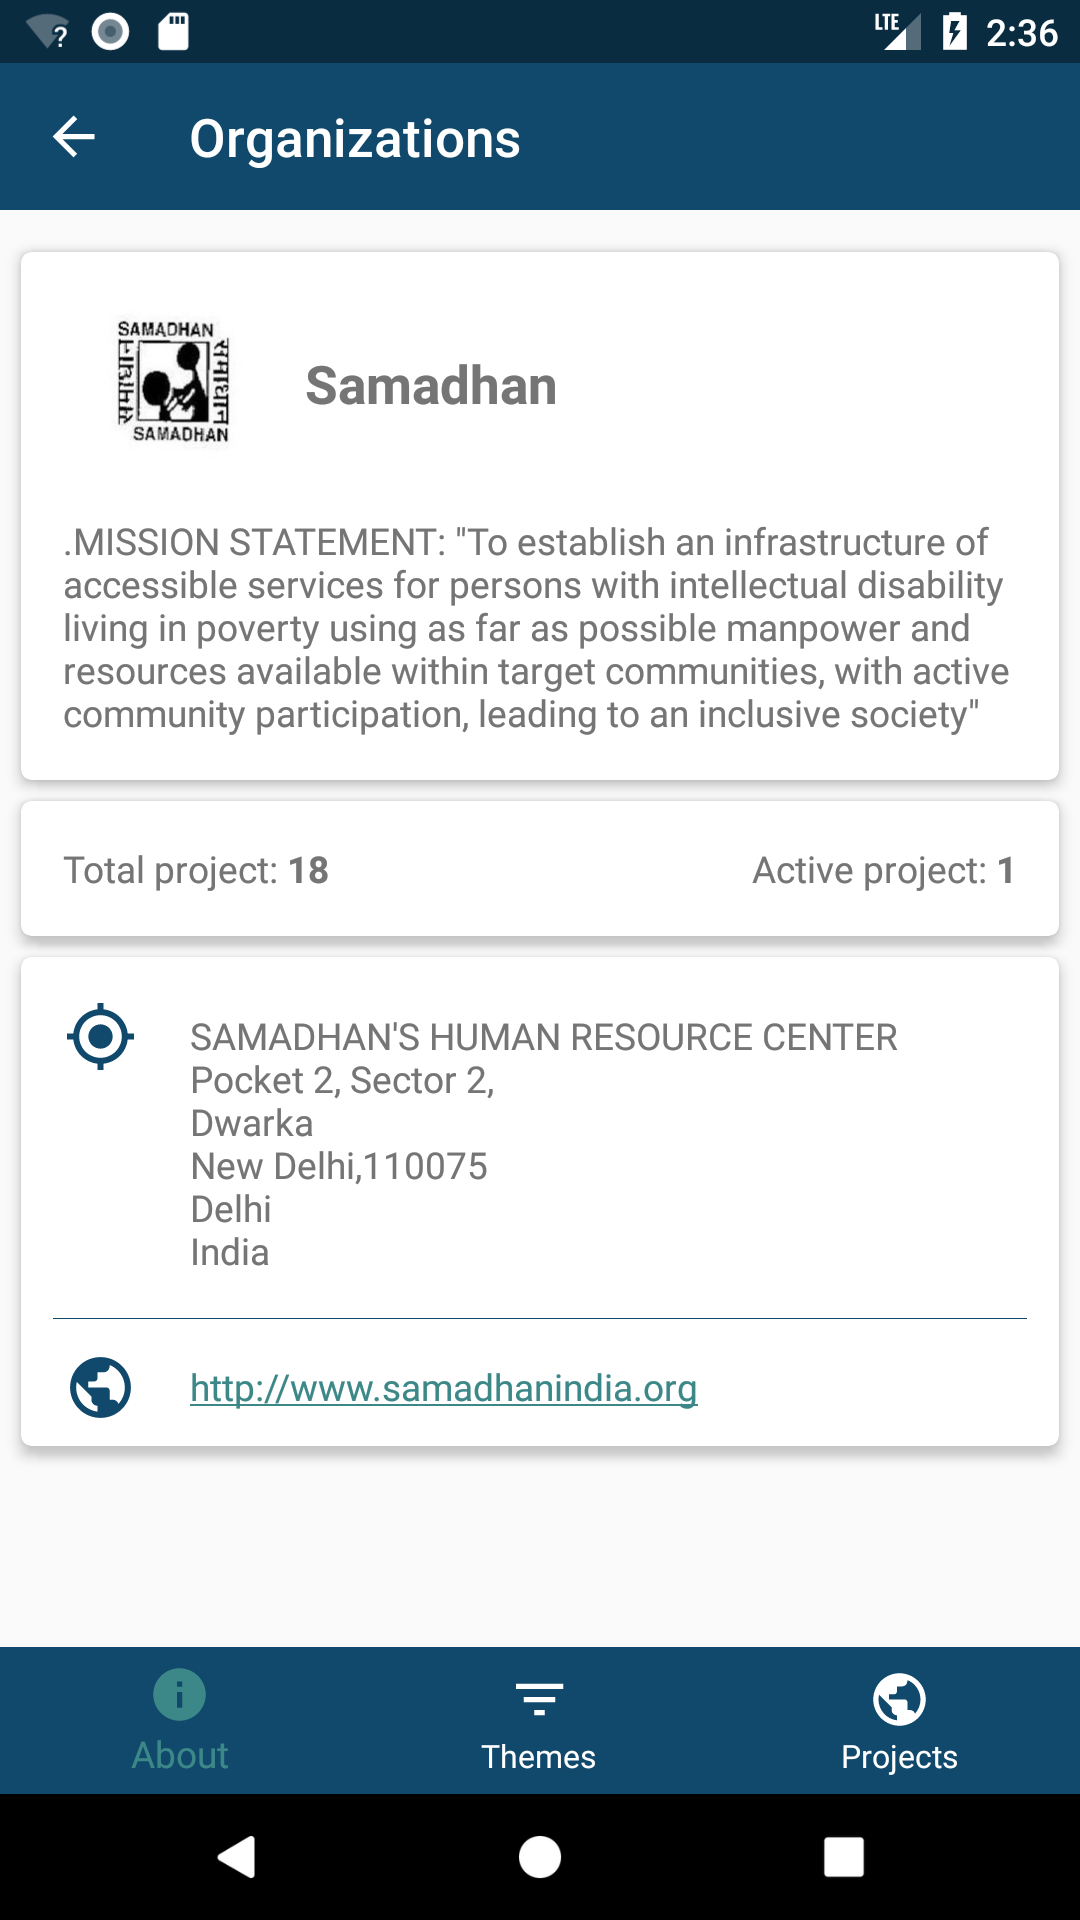 LTE 2:36
Organizations
SAMADHAN
समाधान
SAMADHAN
Samadhan
.MISSION STATEMENT: "To establish an infrastructure of
accessible services for persons with intellectual disability
living in poverty using as far as possible manpower and
resources available within target communities, with active
community participation, leading to an inclusive society"
Total project: 18
Active project: 1
SAMADHAN'S HUMAN RESOURCE CENTER
Pocket 2, Sector 2,
Dwarka
New Delhi,110075
Delhi
India
http://www.samadhanindia.org
About
Themes
Projects